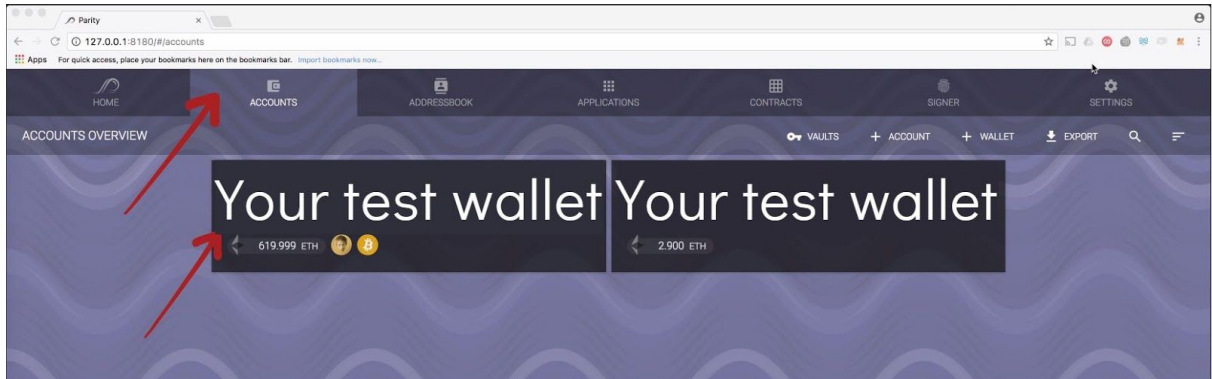 Parity ×
127.0.0.1:8180/#/accounts
Apps For quick access, place your bookmarks here on the bookmarks bar. Import bookmarks now...
HOME ACCOUNTS ADDRESSBOOK APPLICATIONS CONTRACTS SIGNER SETTINGS
ACCOUNTS OVERVIEW VAULTS + ACCOUNT + WALLET EXPORT
Your test wallet Your test wallet
619.999 ETH 2.900 ETH